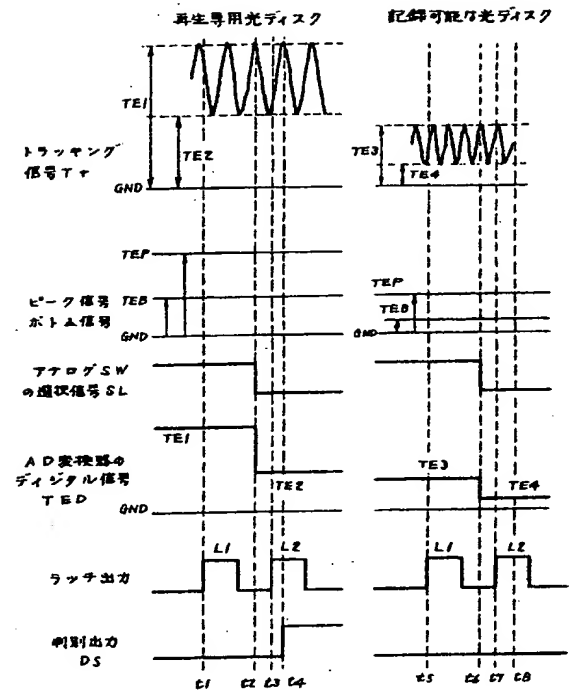 再生専用光ディスク
記録可能な光ディスク
TE1
TE2
トラッキング
信号Tr
GND
TE3
TE4
TEP
ピーク信号
ボトム信号
TEB
GND
TEP
TEB
GND
アナログSW
の選択信号SL
TE1
AD変換器の
ディジタル信号
TED
TE2
GND
TE3
TE4
ラッチ出力
L1
L2
L1
L2
判別出力
DS
t1
t2
t3
t4
t5
t6
t7
t8